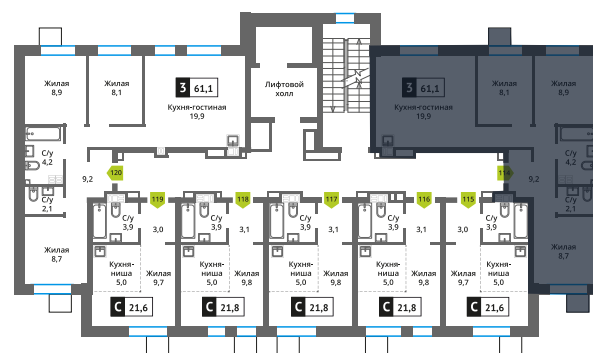 3 61,1
Кухня-гостиная
19,9
Жилая
8,9
Жилая
8,1
Лифтовой
холл
3 61,1
Кухня-гостиная
19,9
Жилая
8,1
Жилая
8,9
С/у
4,2
9,2
120
С/у
2,1
Жилая
8,7
114
9,2
С/у
4,2
С/у
2,1
Жилая
8,7
119
118
117
116
115
С/у
3,9
3,0
Кухня-
ниша
5,0
Жилая
9,7
С 21,6
С/у
3,9
3,1
Кухня-
ниша
5,0
Жилая
9,8
С 21,8
С/у
3,9
3,1
Кухня-
ниша
5,0
Жилая
9,8
С 21,8
С/у
3,9
3,1
Кухня-
ниша
5,0
Жилая
9,8
С 21,8
3,0
С/у
3,9
Жилая
9,7
Кухня-
ниша
5,0
С 21,6